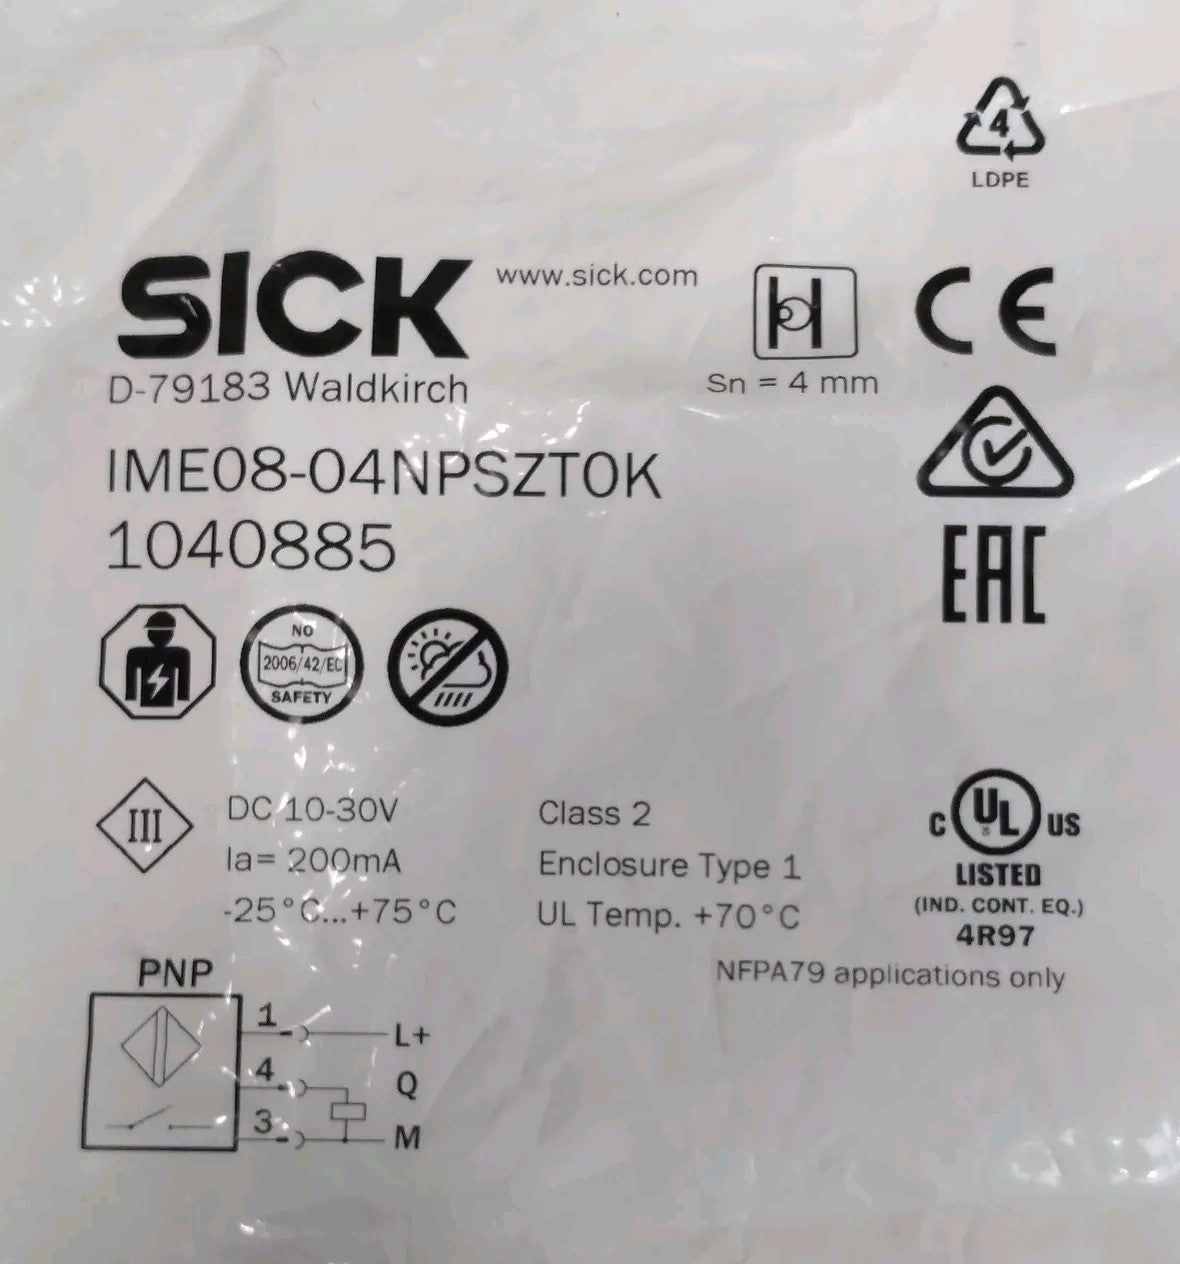 4
LDPE
SICK
www.sick.com
D-79183 Waldkirch
Sn = 4 mm
CE
IME08-04NPSZT0K
1040885
EAC
NO
2006/42/EC
SAFETY
III
DC 10-30V
Ia= 200mA
-25°C...+75°C
Class 2
Enclosure Type 1
UL Temp. +70°C
C UL ® US
LISTED
(IND. CONT. EQ.)
4R97
NFPA79 applications only
PNP
1 L+
4 Q
3 M